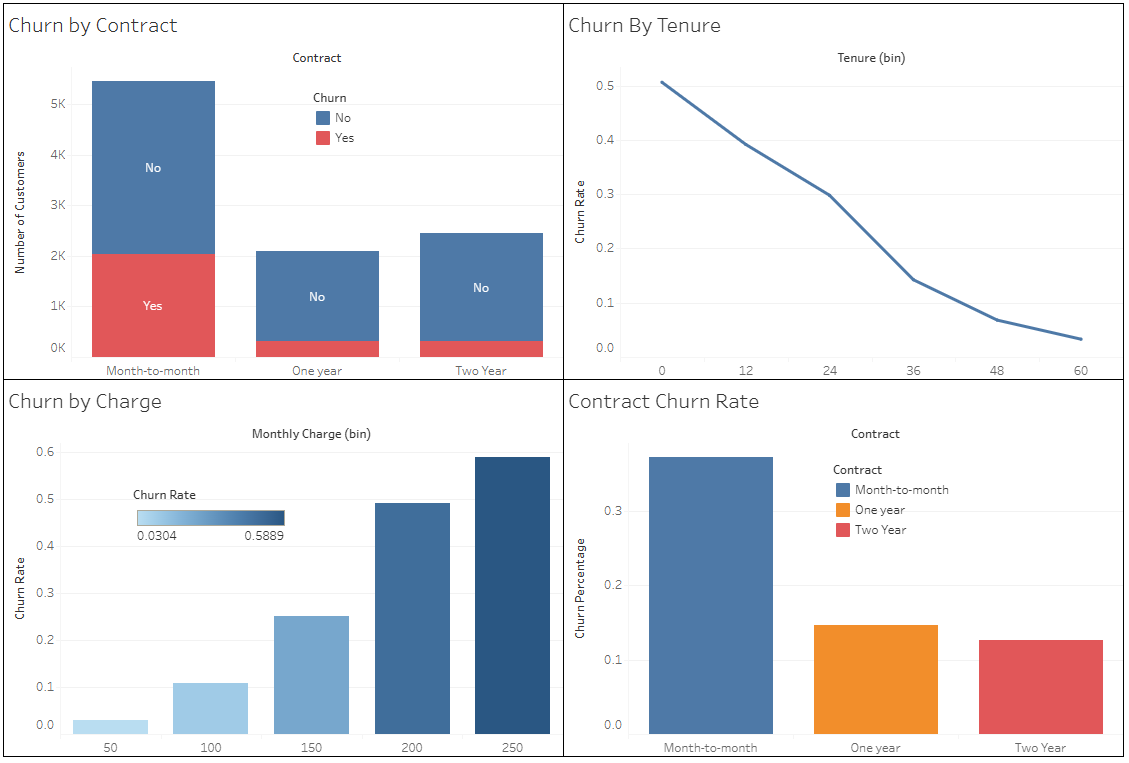 Churn by Contract
Contract
Churn
No
Yes
Number of Customers
5K
4K
3K
2K
1K
0K
No
Yes
No
No
Month-to-month
One year
Two Year
Churn By Tenure
Tenure (bin)
Churn Rate
0.5
0.4
0.3
0.2
0.1
0.0
0
12
24
36
48
60
Churn by Charge
Monthly Charge (bin)
Churn Rate
0.0304
0.5889
Churn Rate
0.6
0.5
0.4
0.3
0.2
0.1
0.0
50
100
150
200
250
Contract Churn Rate
Contract
Contract
Month-to-month
One year
Two Year
Churn Percentage
0.3
0.2
0.1
0.0
Month-to-month
One year
Two Year